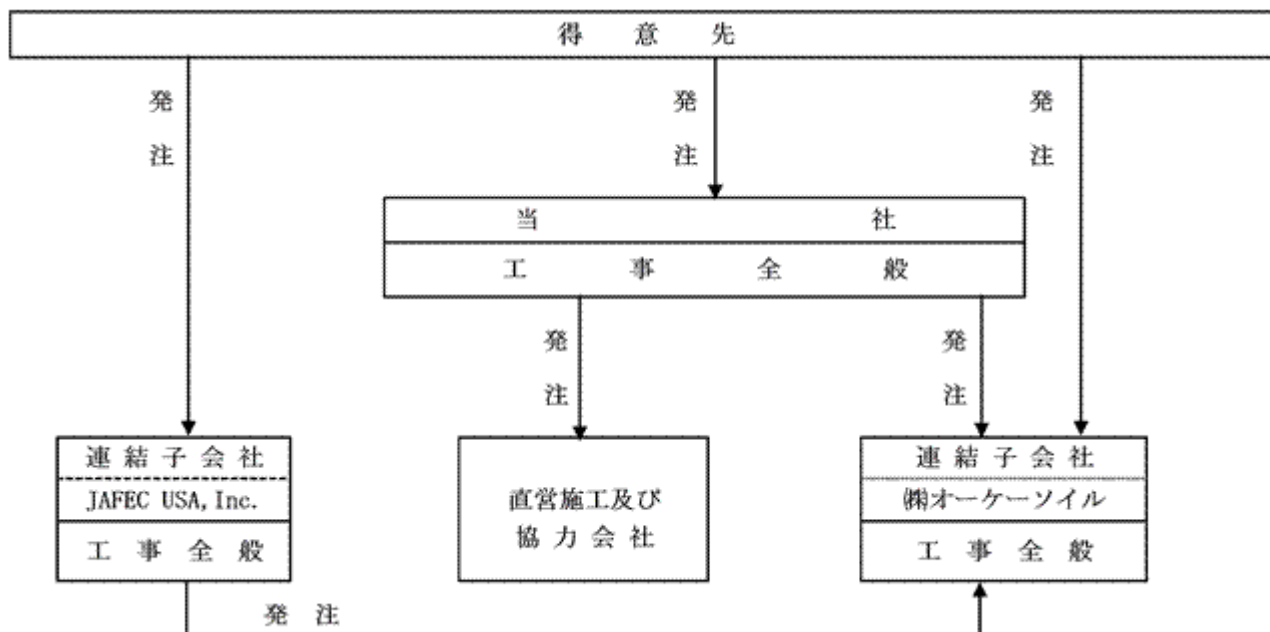 得意先
発注
発注
発注
当社
工事全般
発注
発注
連結子会社
JAFEC USA, Inc.
工事全般
直営施工及び
協力会社
連結子会社
㈱オーケーソイル
工事全般
発注